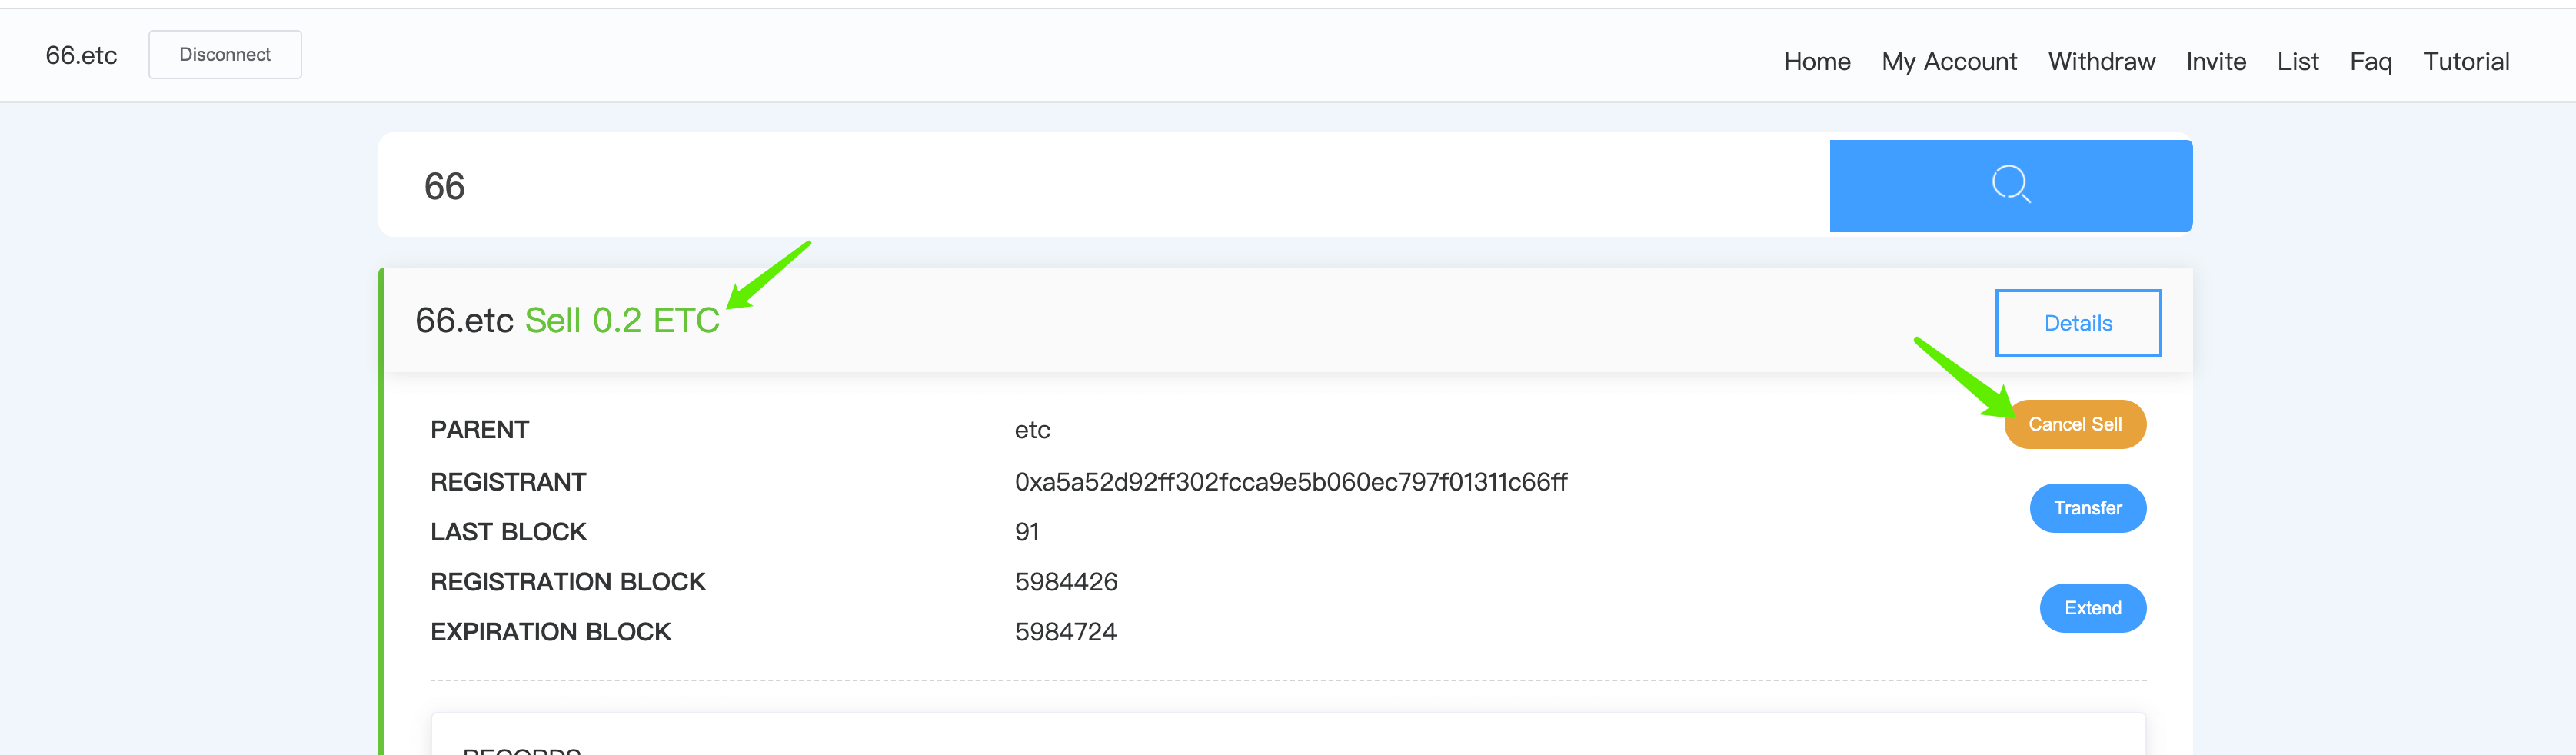 66.etc Disconnect Home My Account Withdraw Invite List Faq Tutorial
66
66.etc Sell 0.2 ETC Details
PARENT etc Cancel Sell
REGISTRANT 0xa5a52d92ff302fcca9e5b060ec797f01311c66ff
Transfer
LAST BLOCK 91
REGISTRATION BLOCK 5984426
Extend
EXPIRATION BLOCK 5984724
RECORDS